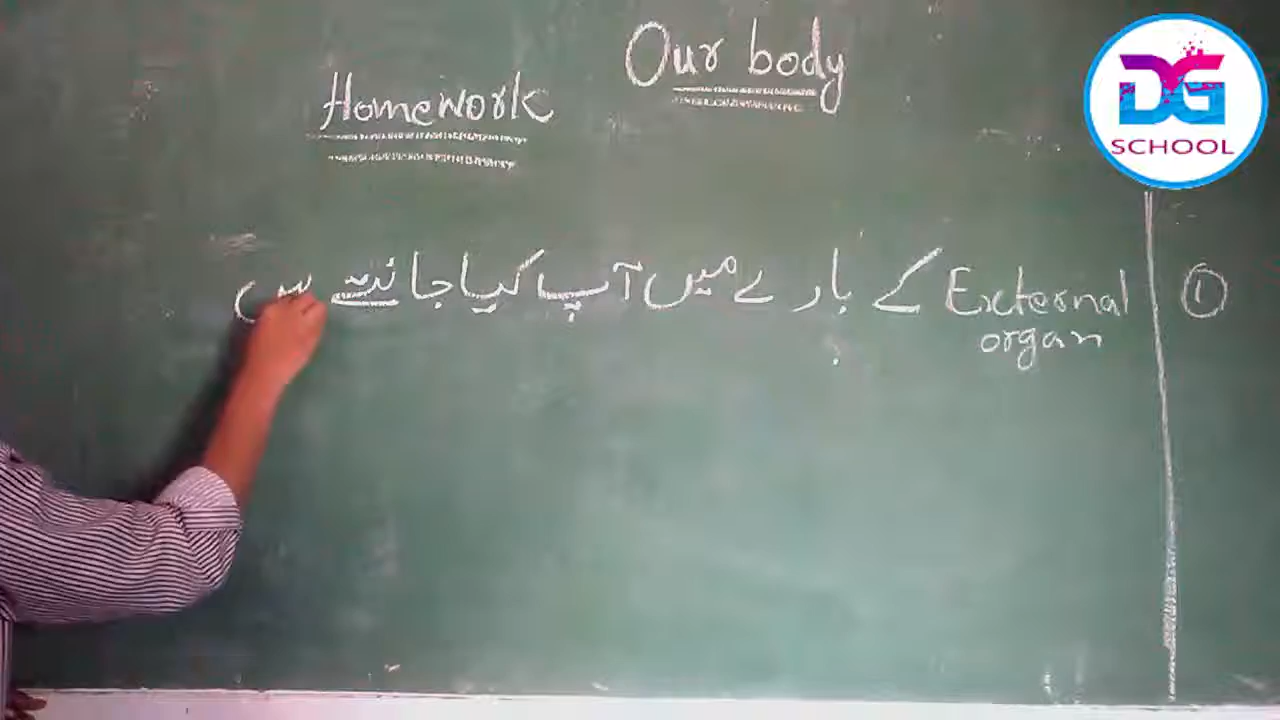 Our body
Homework
DG
SCHOOL
① External organ کے بارے میں آپ کیا جانتے ہیں